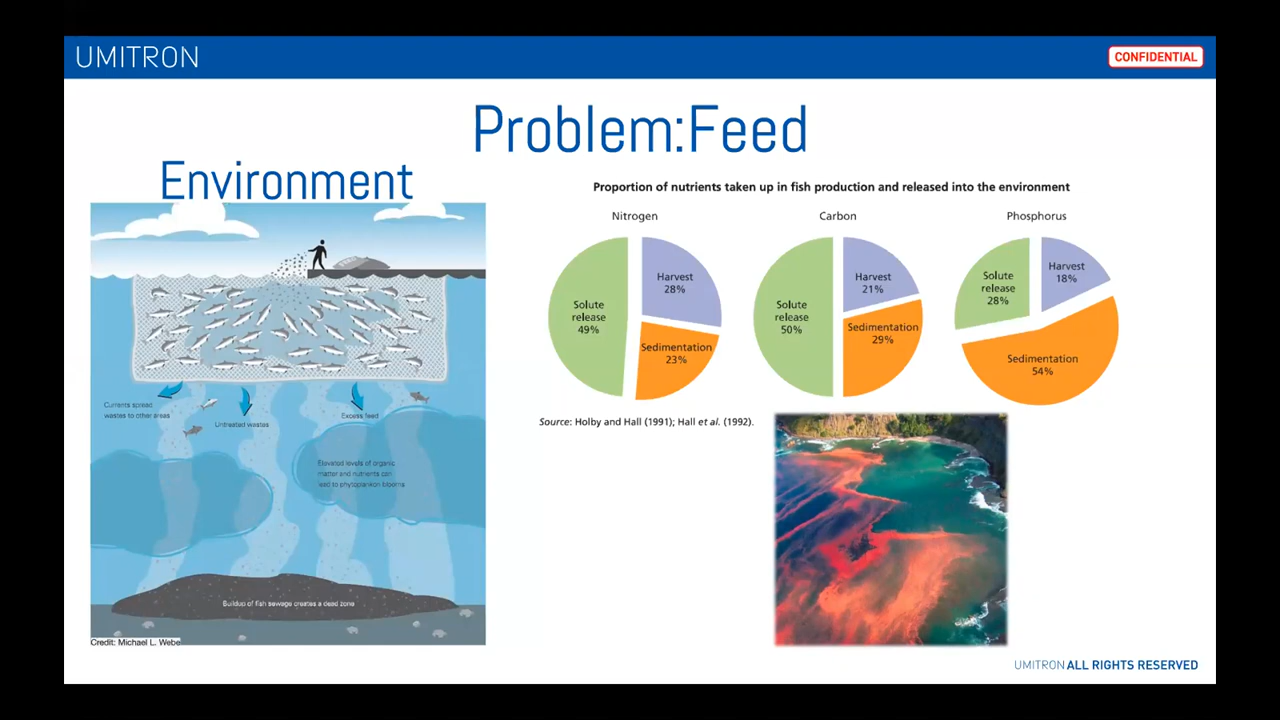 UMITRON
CONFIDENTIAL
Problem:Feed
Environment
Currents spread
wastes to other areas
Untreated wastes
Excess feed
Elevated levels of organic
matter and nutrients can
lead to phytoplankton blooms
Buildup of fish sewage creates a dead zone
Credit: Michael L. Webe
Proportion of nutrients taken up in fish production and released into the environment
Nitrogen
Harvest
28%
Solute
release
49%
Sedimentation
23%
Carbon
Harvest
21%
Solute
release
50%
Sedimentation
29%
Phosphorus
Harvest
18%
Solute
release
28%
Sedimentation
54%
Source: Holby and Hall (1991); Hall et al. (1992).
UMITRON ALL RIGHTS RESERVED